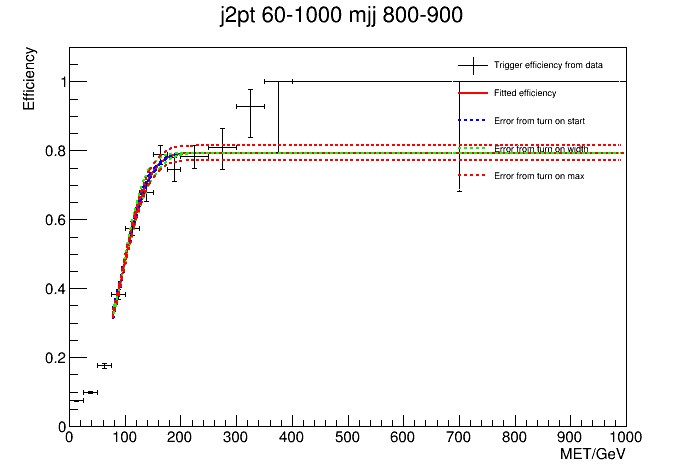 j2pt 60-1000 mjj 800-900
Efficiency
1
0.8
0.6
0.4
0.2
0
Trigger efficiency from data
Fitted efficiency
Error from turn on start
Error from turn on width
Error from turn on max
0 100 200 300 400 500 600 700 800 900 1000
MET/GeV